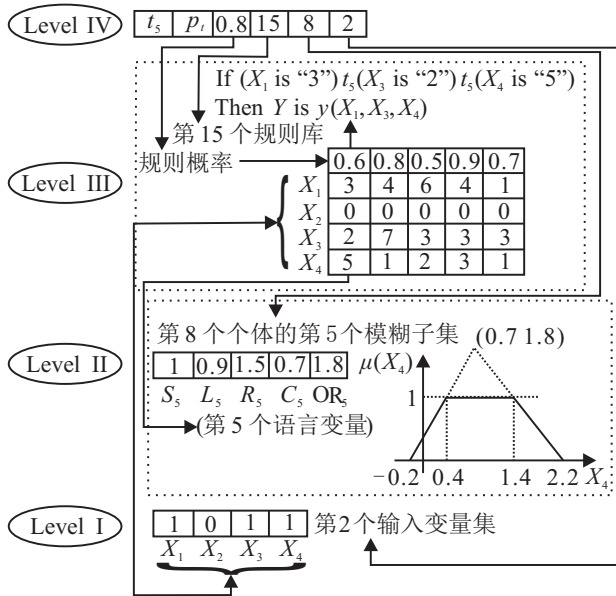 Level IV t₅ pₜ 0.8 15 8 2
If (X₁ is “3”) t₅(X₃ is “2”) t₅(X₄ is “5”)
Then Y is y(X₁, X₃, X₄)
第15个规则库
规则概率 0.6 0.8 0.5 0.9 0.7
Level III
X₁ 3 4 6 4 1
X₂ 0 0 0 0 0
X₃ 2 7 3 3 3
X₄ 5 1 2 3 1
第8个个体的第5个模糊子集 (0.7 1.8)
Level II
1 0.9 1.5 0.7 1.8 μ(X₄)
S₅ L₅ R₅ C₅ OR₅ 1
(第5个语言变量)
−0.2 0.4 1.4 2.2 X₄
Level I 1 0 1 1 第2个输入变量集
X₁ X₂ X₃ X₄